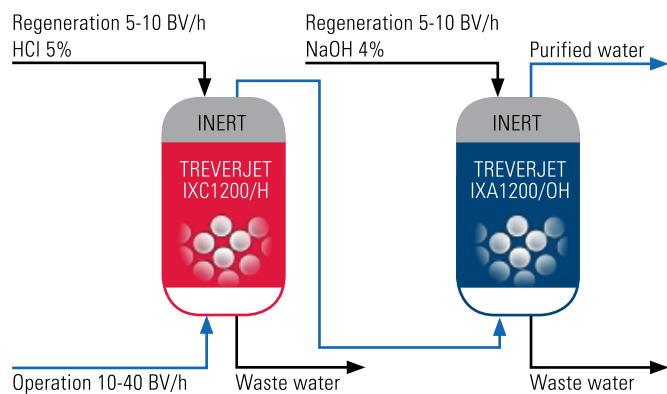 Regeneration 5-10 BV/h
HCl 5%
Regeneration 5-10 BV/h
NaOH 4%
Purified water
INERT
TREVERJET
IXC1200/H
INERT
TREVERJET
IXA1200/OH
Operation 10-40 BV/h
Waste water
Waste water